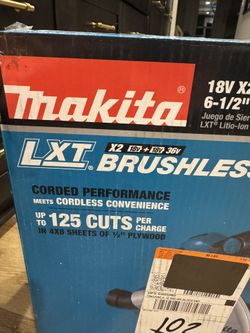 18V X2
6-1/2"
Juego de Sier
LXT® Litio-Ion
makita®
LXT® X2 18V + 18V 36V
BRUSHLESS
CORDED PERFORMANCE
MEETS CORDLESS CONVENIENCE
UP TO 125 CUTS PER CHARGE
IN 4X8 SHEETS OF ½" PLYWOOD
107